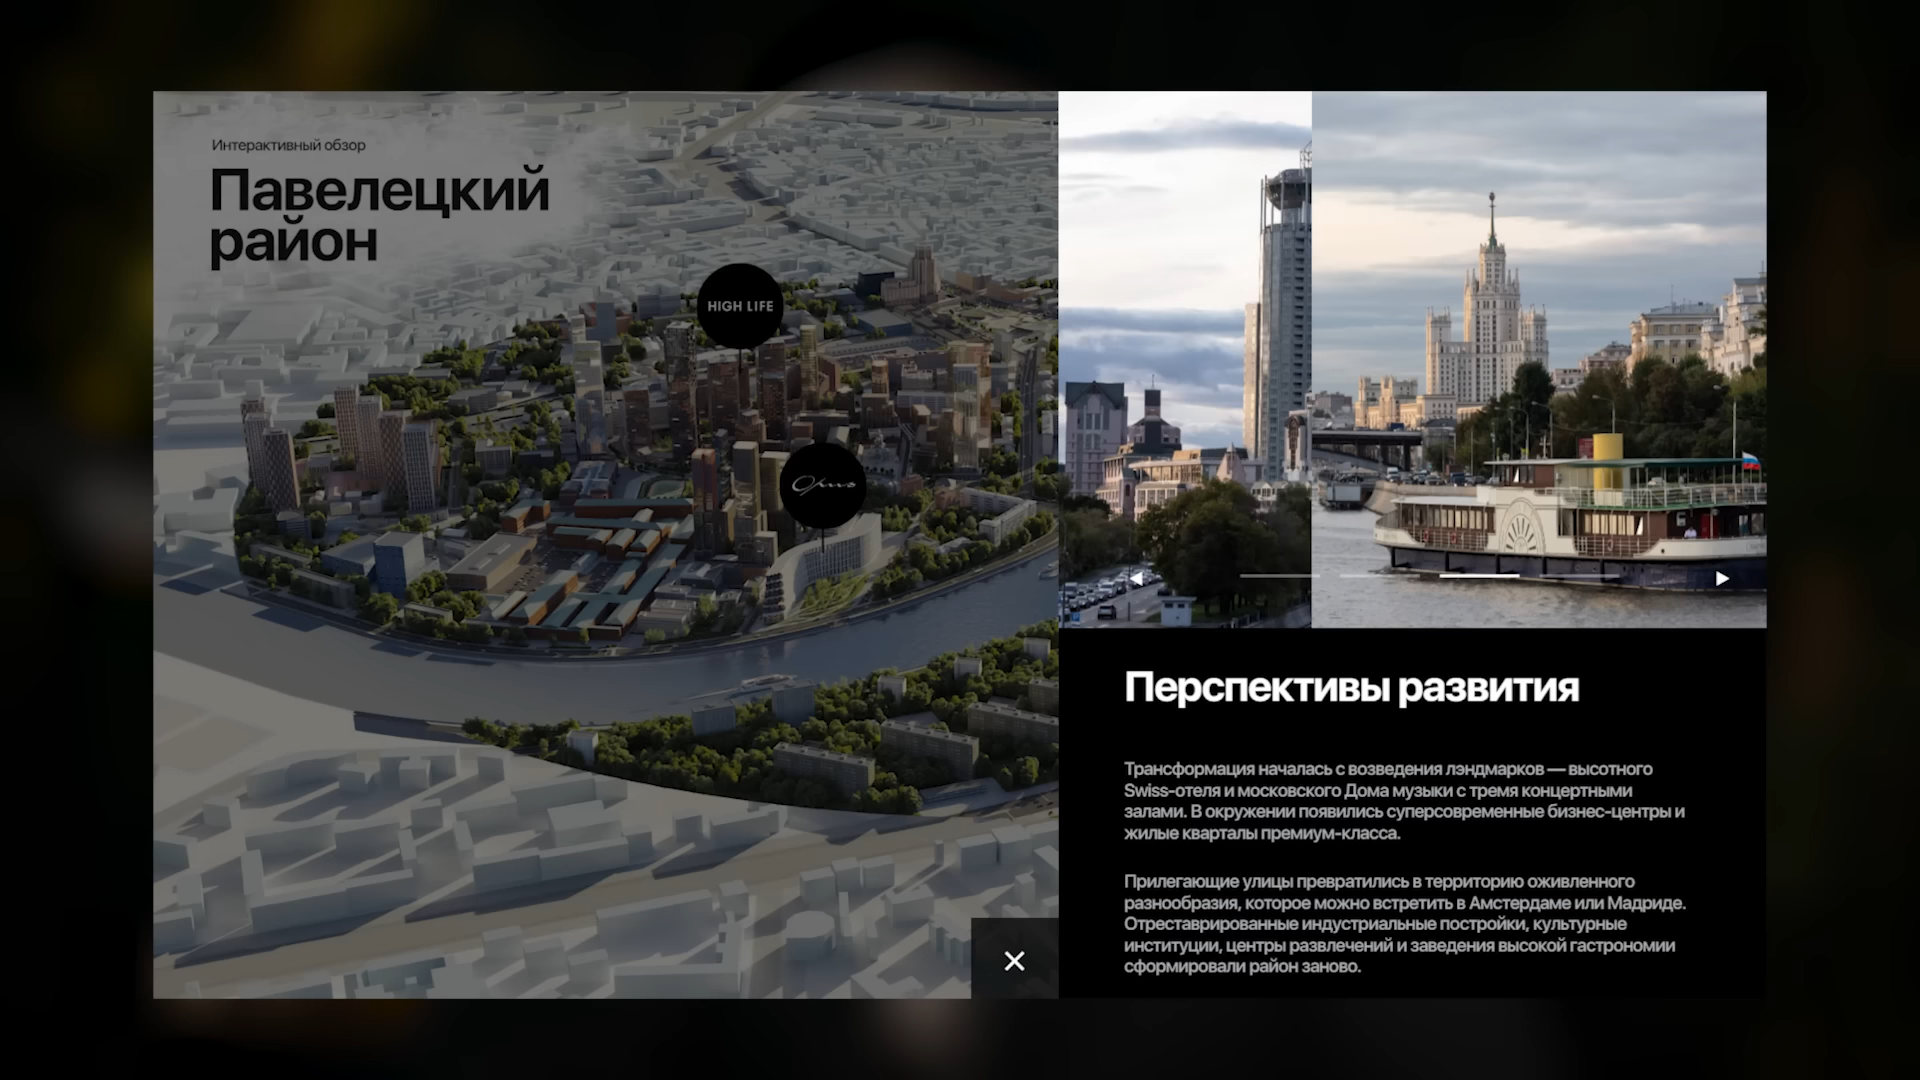 Интерактивный обзор
Павелецкий
район
HIGH LIFE
Opus
Перспективы развития
Трансформация началась с возведения лэндмарков — высотного
Swiss-отеля и московского Дома музыки с тремя концертными
залами. В окружении появились суперсовременные бизнес-центры и
жилые кварталы премиум-класса.
Прилегающие улицы превратились в территорию оживленного
разнообразия, которое можно встретить в Амстердаме или Мадриде.
Отреставрированные индустриальные постройки, культурные
институции, центры развлечений и заведения высокой гастрономии
сформировали район заново.